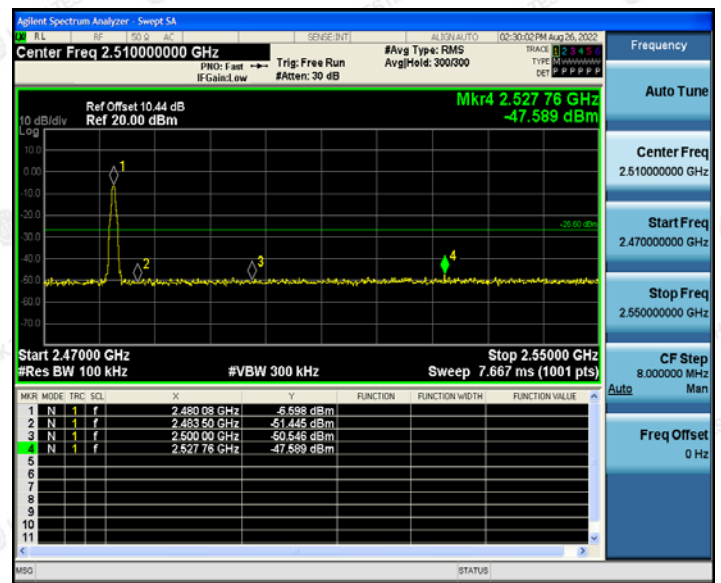 Agilent Spectrum Analyzer - Swept SA
RL RF 50 Ω AC SENSE:INT ALIGNAUTO 02:30:02 PM Aug 26, 2022
Center Freq 2.510000000 GHz
PNO: Fast
IFGain:Low
Trig: Free Run
#Atten: 30 dB
#Avg Type: RMS
Avg|Hold: 300/300
TRACE 1 2 3 4 5 6
TYPE M
DET P P P P P P
Frequency
Auto Tune
Center Freq
2.510000000 GHz
Start Freq
2.470000000 GHz
Stop Freq
2.550000000 GHz
CF Step
8.000000 MHz
Auto Man
Freq Offset
0 Hz
Ref Offset 10.44 dB
Ref 20.00 dBm
10 dB/div
Log
Mkr4 2.527 76 GHz
-47.589 dBm
10.0
0.00
-10.0
-20.0
-30.0
-40.0
-50.0
-60.0
-70.0
1
2
3
4
-26.60 dBm
Start 2.47000 GHz Stop 2.55000 GHz
#Res BW 100 kHz #VBW 300 kHz Sweep 7.667 ms (1001 pts)
MKR MODE TRC SCL X Y FUNCTION FUNCTION WIDTH FUNCTION VALUE
1 N 1 f 2.480 08 GHz -6.598 dBm
2 N 1 f 2.483 50 GHz -51.445 dBm
3 N 1 f 2.500 00 GHz -50.546 dBm
4 N 1 f 2.527 76 GHz -47.589 dBm
5
6
7
8
9
10
11
MSG STATUS